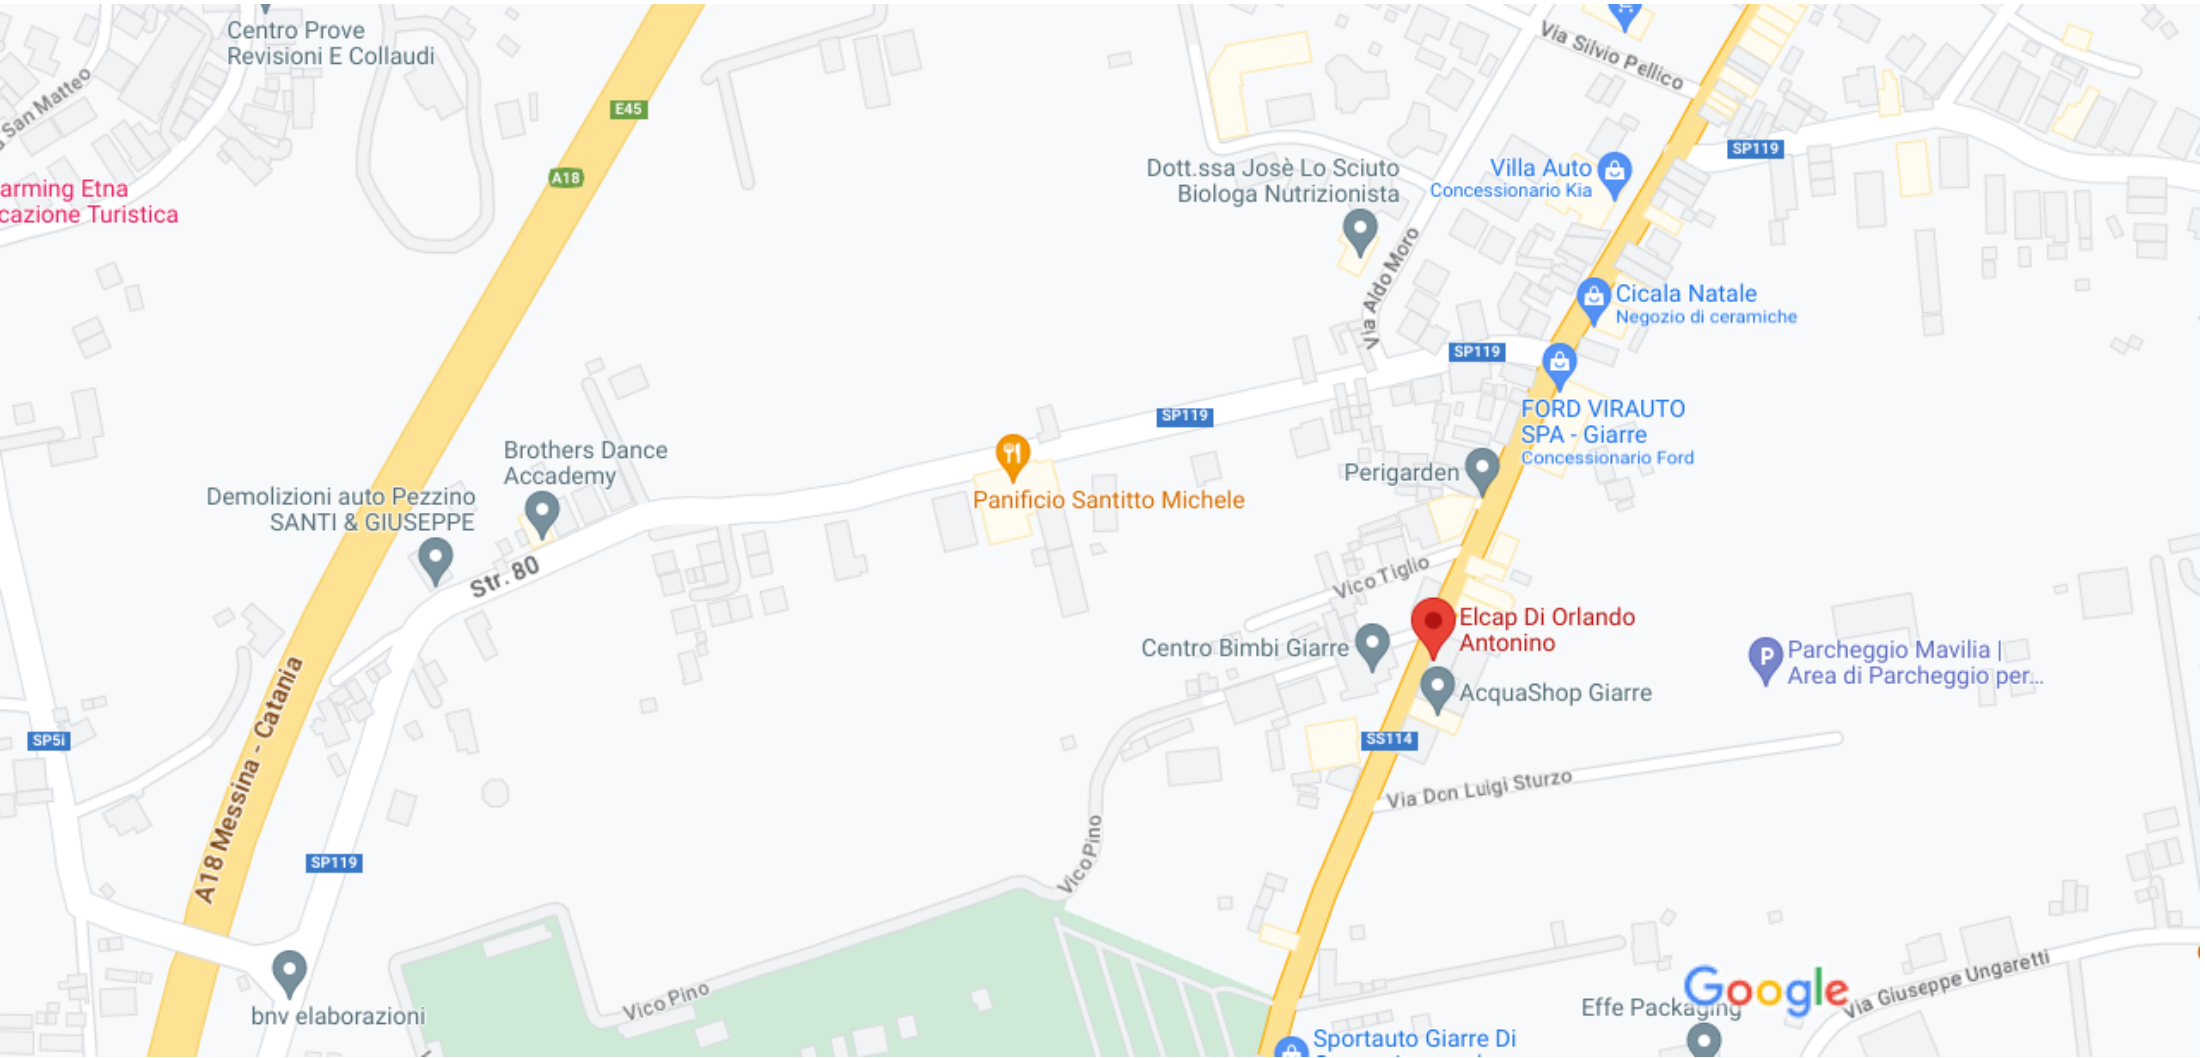 Centro Prove
Revisioni E Collaudi
San Matteo
arming Etna
cazione Turistica
E45
A18
Via Silvio Pellico
SP119
Dott.ssa Josè Lo Sciuto
Biologa Nutrizionista
Villa Auto
Concessionario Kia
Via Aldo Moro
Cicala Natale
Negozio di ceramiche
SP119
FORD VIRAUTO
SPA - Giarre
Concessionario Ford
SP119
Brothers Dance
Accademy
Demolizioni auto Pezzino
SANTI & GIUSEPPE
Panificio Santitto Michele
Perigarden
Str. 80
Vico Tiglio
Elcap Di Orlando
Antonino
Centro Bimbi Giarre
AcquaShop Giarre
P
Parcheggio Mavilia |
Area di Parcheggio per...
SP5i
A18 Messina - Catania
SS114
Via Don Luigi Sturzo
SP119
Vico Pino
Vico Pino
bnv elaborazioni
Google
Via Giuseppe Ungaretti
Effe Packaging
Sportauto Giarre Di